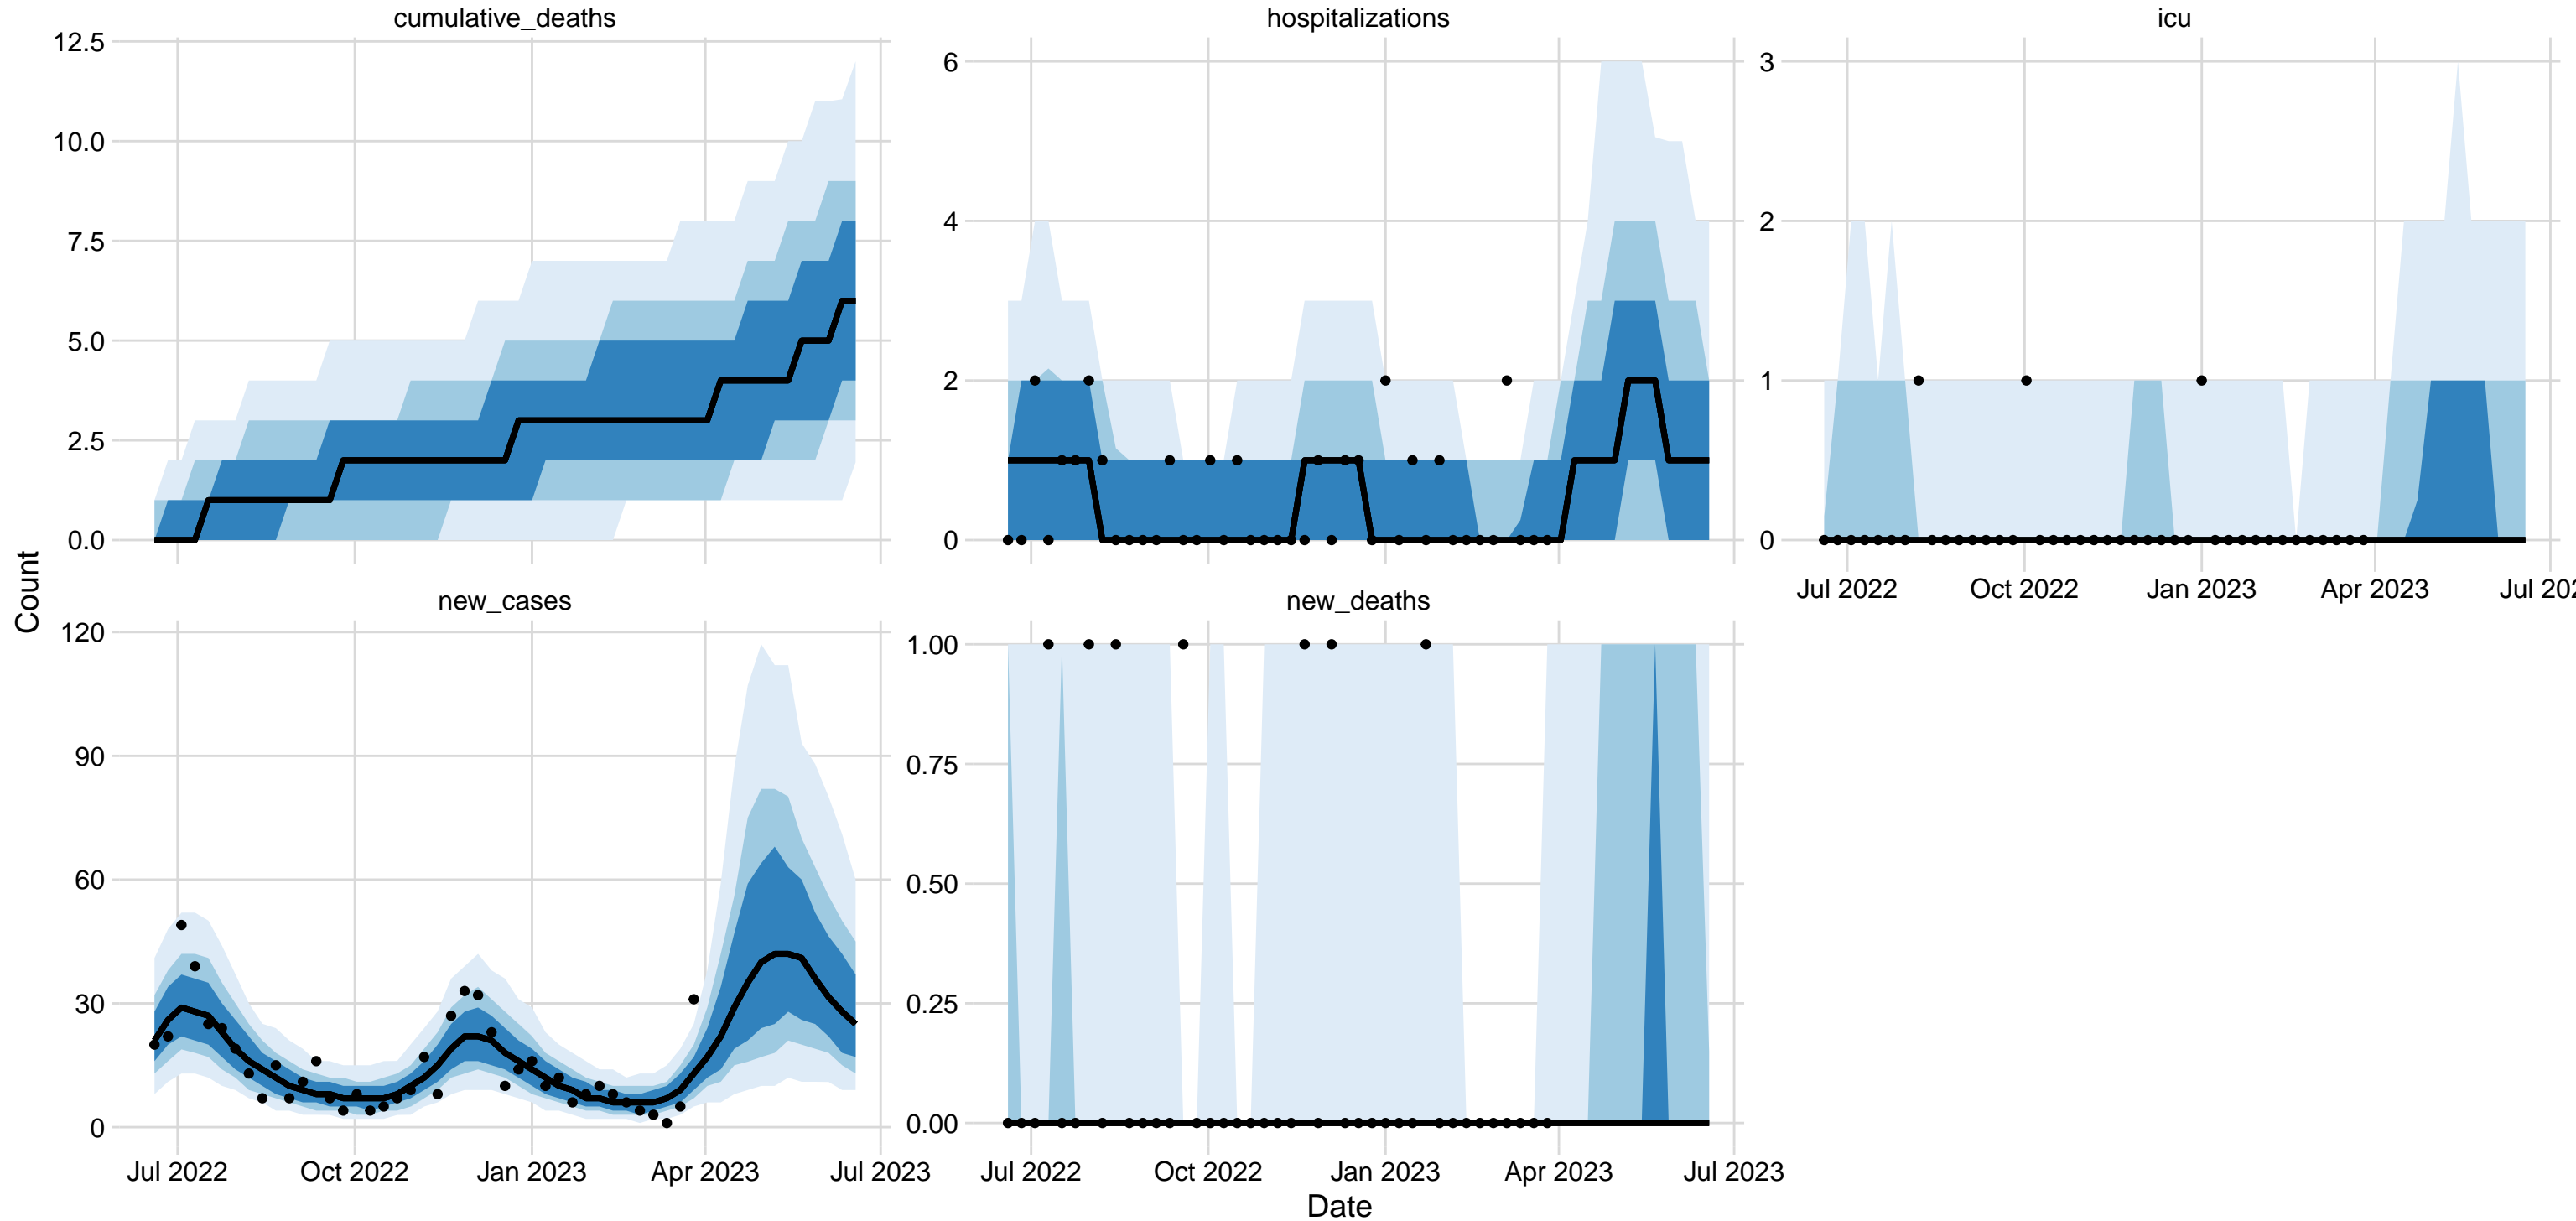 cumulative_deaths
hospitalizations
icu
12.5
10.0
7.5
5.0
2.5
0.0
6
4
2
0
3
2
1
0
Jul 2022
Oct 2022
Jan 2023
Apr 2023
Jul 202
Count
new_cases
new_deaths
120
90
60
30
0
1.00
0.75
0.50
0.25
0.00
Jul 2022
Oct 2022
Jan 2023
Apr 2023
Jul 2023
Jul 2022
Oct 2022
Jan 2023
Apr 2023
Jul 2023
Date